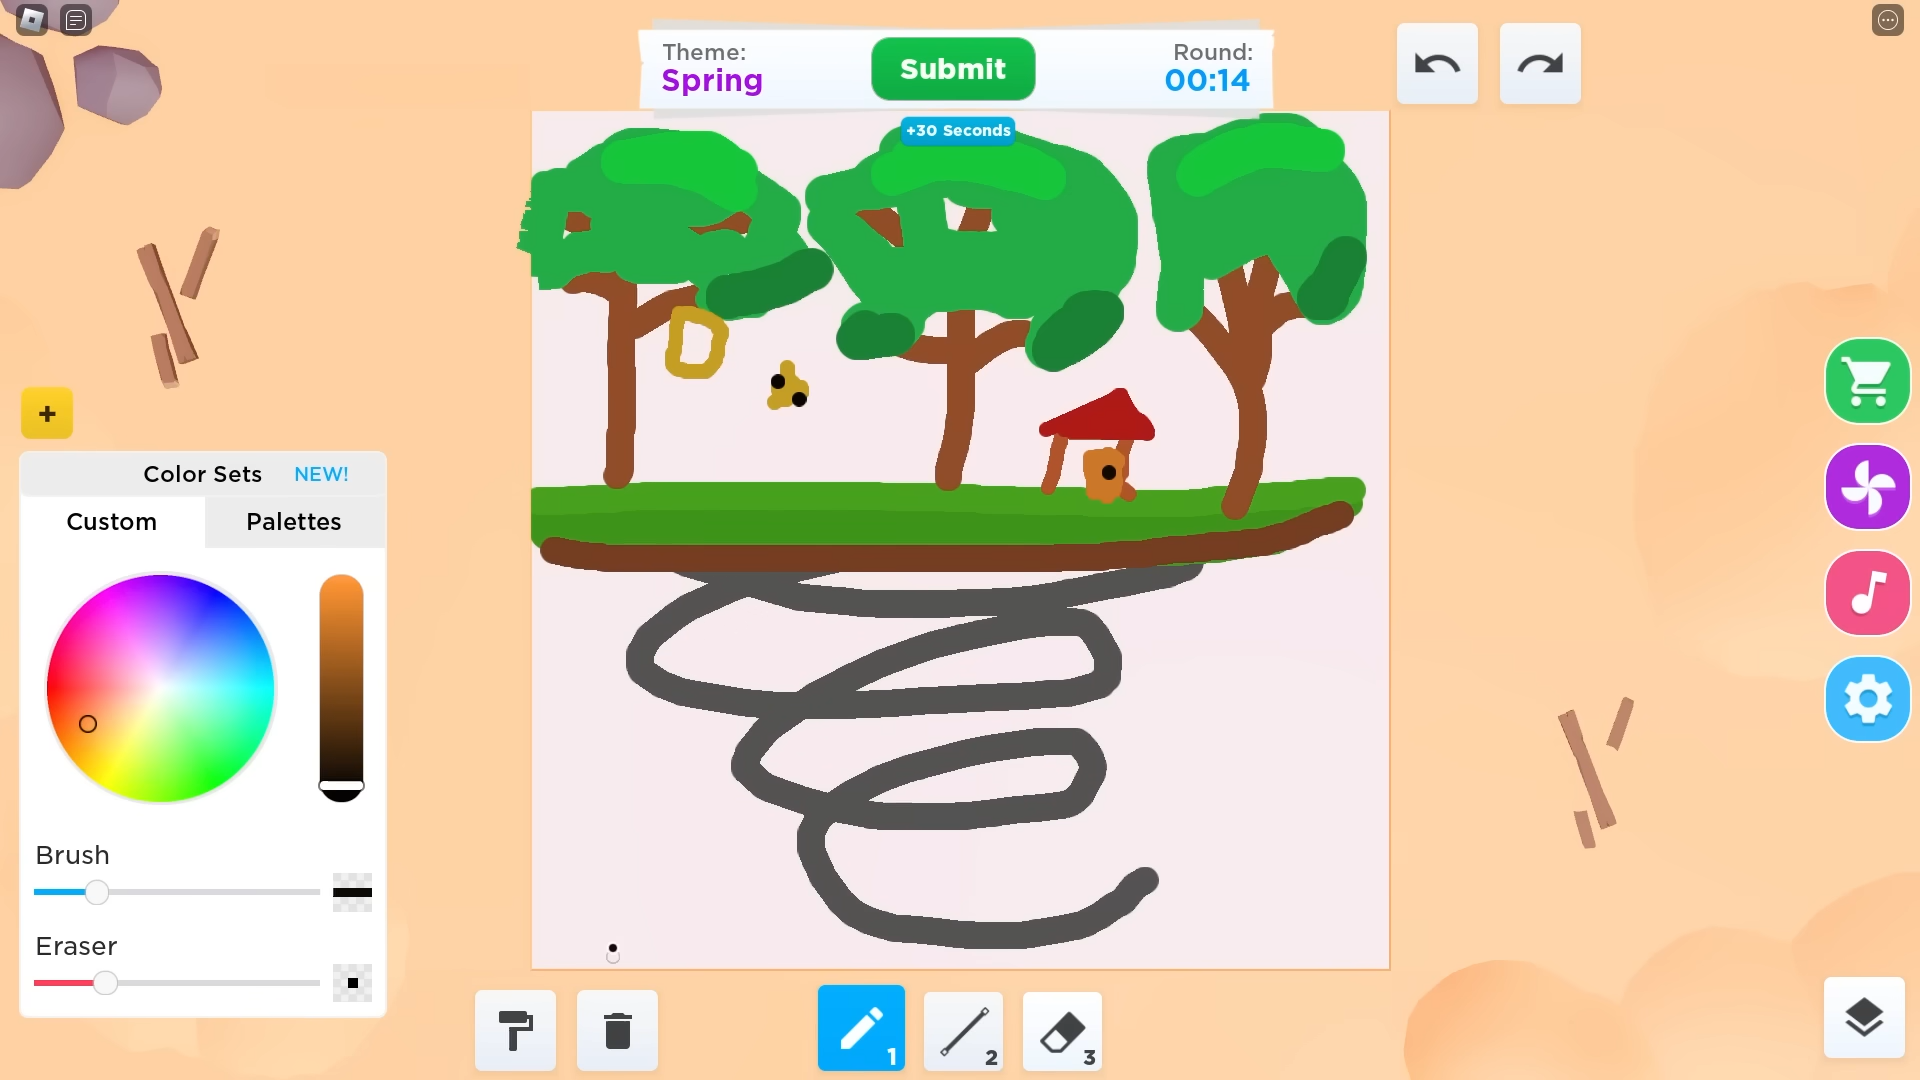 Theme:
Spring
Submit
Round:
00:14
+30 Seconds
+
Color Sets NEW!
Custom
Palettes
Brush
Eraser
1
2
3